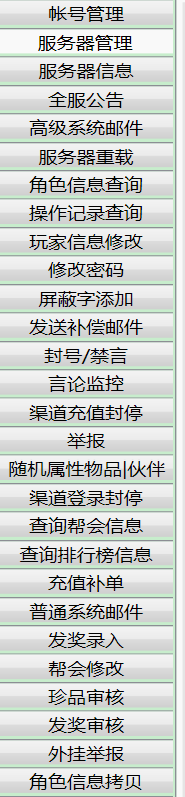 帐号管理
服务器管理
服务器信息
全服公告
高级系统邮件
服务器重载
角色信息查询
操作记录查询
玩家信息修改
修改密码
屏蔽字添加
发送补偿邮件
封号/禁言
言论监控
渠道充值封停
举报
随机属性物品|伙伴
渠道登录封停
查询帮会信息
查询排行榜信息
充值补单
普通系统邮件
发奖录入
帮会修改
珍品审核
发奖审核
外挂举报
角色信息拷贝